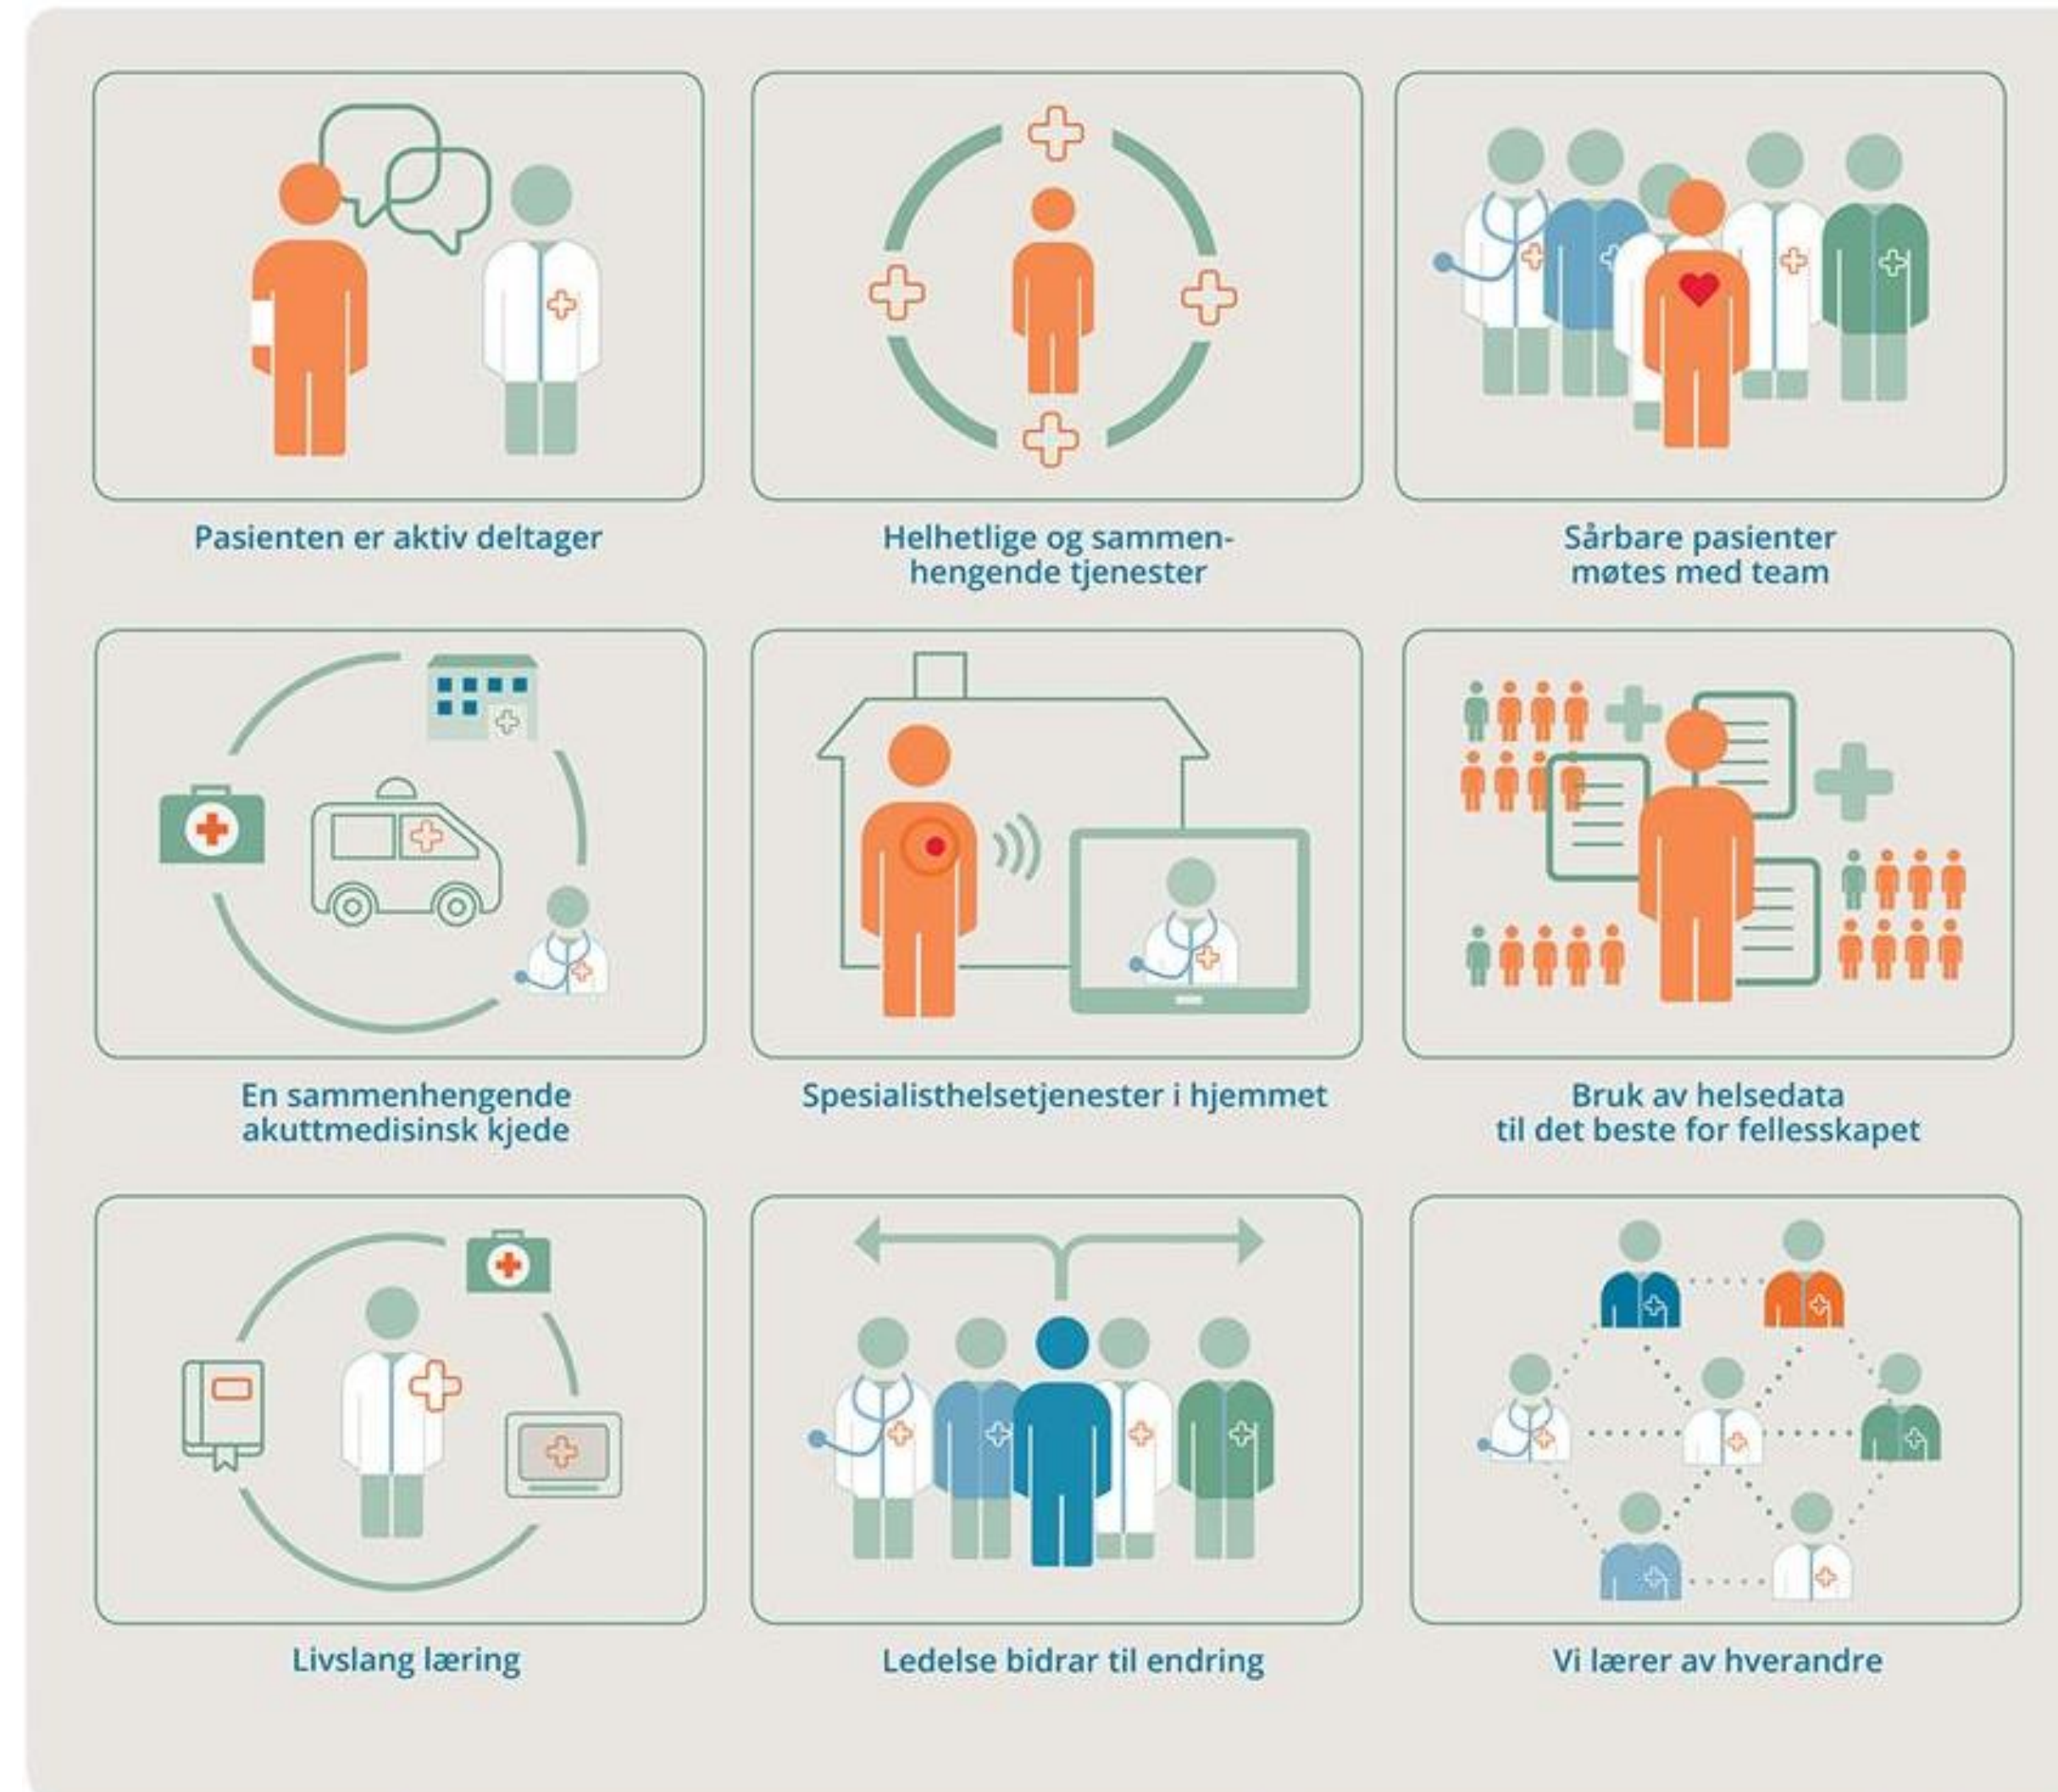 Pasienten er aktiv deltager
Helhetlige og sammen-
hengende tjenester
Sårbare pasienter
møtes med team
En sammenhengende
akuttmedisinsk kjede
Spesialisthelsetjenester i hjemmet
Bruk av helsedata
til det beste for fellesskapet
Livslang læring
Ledelse bidrar til endring
Vi lærer av hverandre